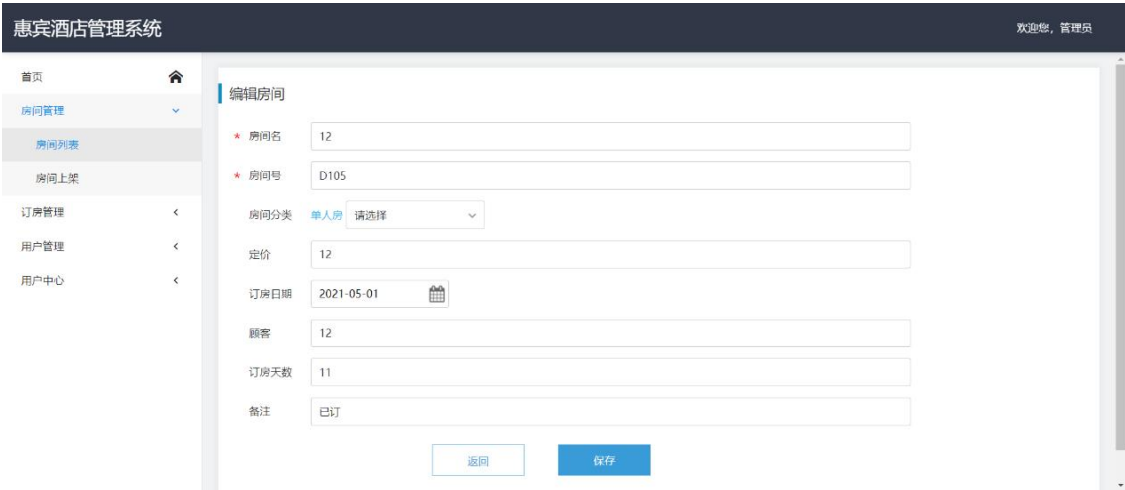 惠宾酒店管理系统
欢迎您，管理员
首页
房间管理
房间列表
房间上架
订房管理
用户管理
用户中心
编辑房间
* 房间名 12
* 房间号 D105
房间分类 单人房 请选择
定价 12
订房日期 2021-05-01
顾客 12
订房天数 11
备注 已订
返回 保存